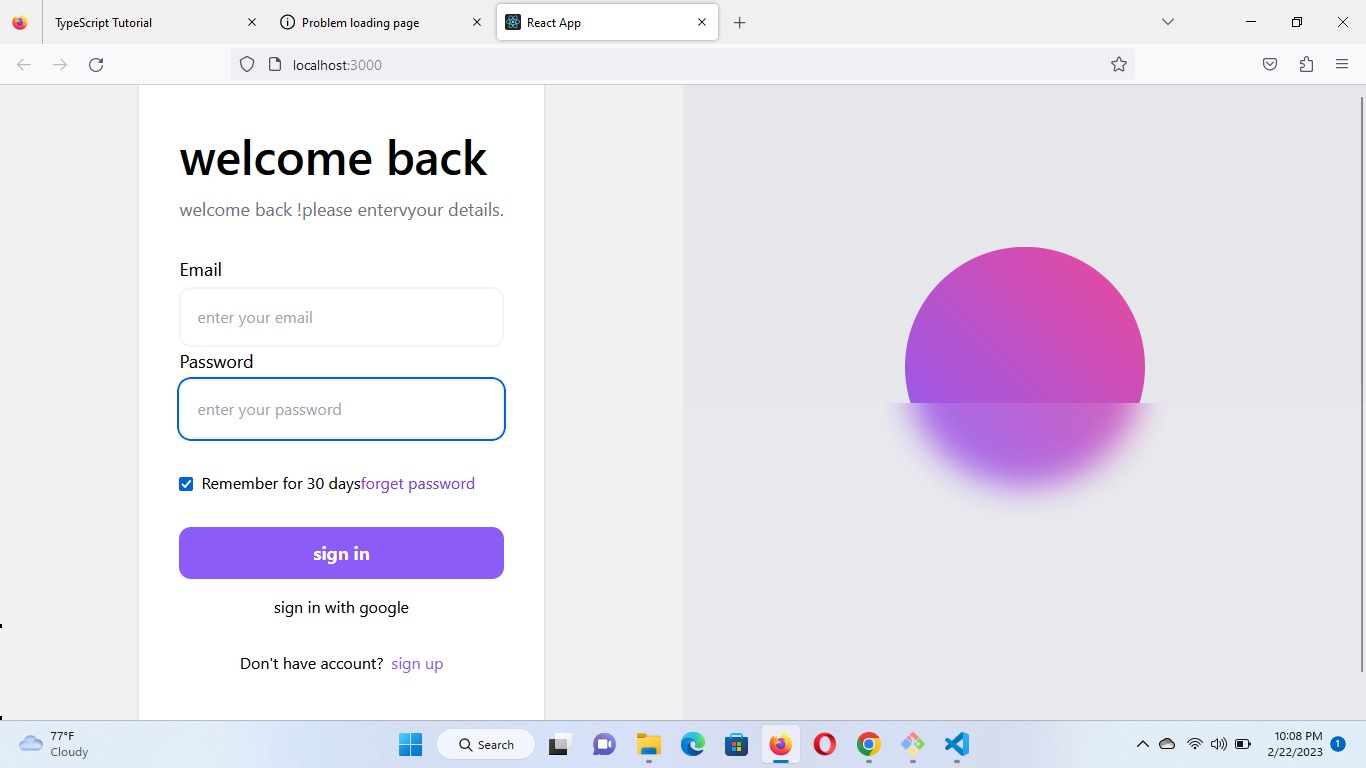 TypeScript Tutorial
Problem loading page
React App
localhost:3000
welcome back
welcome back !please entervyour details.
Email
enter your email
Password
enter your password
Remember for 30 daysforget password
sign in
sign in with google
Don't have account? sign up
77°F
Cloudy
Search
10:08 PM
2/22/2023
1